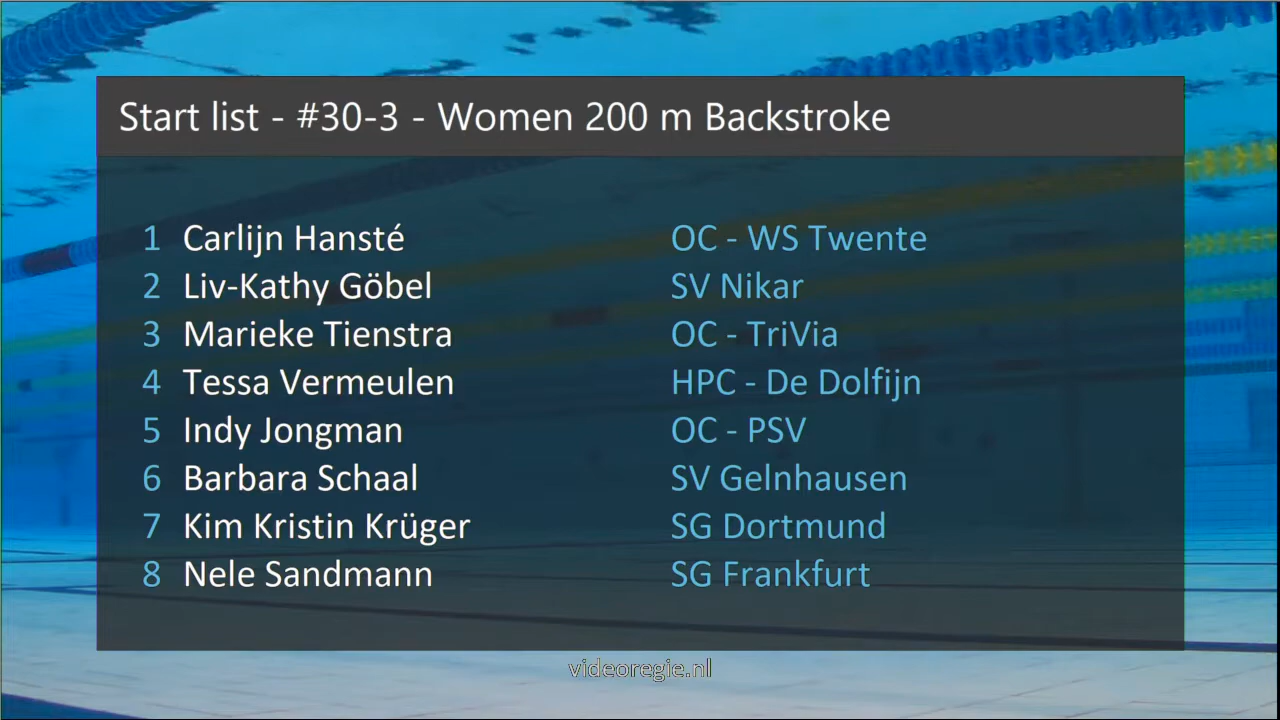 Start list - #30-3 - Women 200 m Backstroke
1 Carlijn Hansté OC - WS Twente
2 Liv-Kathy Göbel SV Nikar
3 Marieke Tienstra OC - TriVia
4 Tessa Vermeulen HPC - De Dolfijn
5 Indy Jongman OC - PSV
6 Barbara Schaal SV Gelnhausen
7 Kim Kristin Krüger SG Dortmund
8 Nele Sandmann SG Frankfurt
videoregie.nl